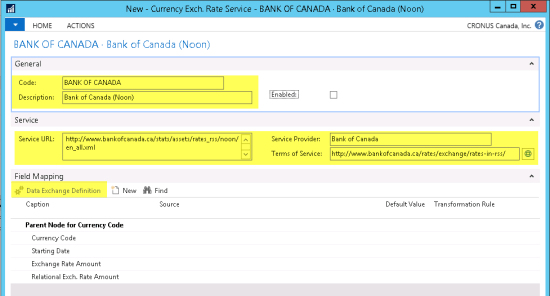 New - Currency Exch. Rate Service - BANK OF CANADA · Bank of Canada (Noon)
HOME ACTIONS CRONUS Canada, Inc.
BANK OF CANADA · Bank of Canada (Noon)
General
Code: BANK OF CANADA
Description: Bank of Canada (Noon) Enabled:
Service
Service URL: http://www.bankofcanada.ca/stats/assets/rates_rss/noon/ Service Provider: Bank of Canada
en_all.xml Terms of Service: http://www.bankofcanada.ca/rates/exchange/rates-in-rss/
Field Mapping
Data Exchange Definition New Find
Caption Source Default Value Transformation Rule
Parent Node for Currency Code
Currency Code
Starting Date
Exchange Rate Amount
Relational Exch. Rate Amount